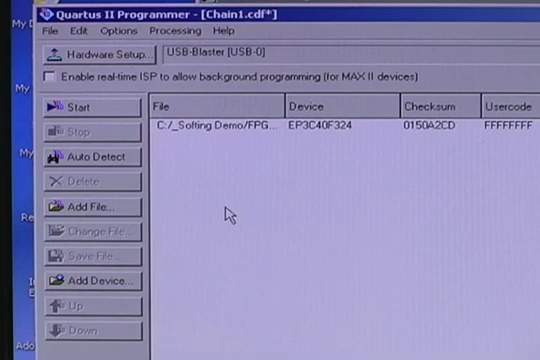 Quartus II Programmer - [Chain1.cdf*]
File Edit Options Processing Help
Hardware Setup... USB-Blaster [USB-0]
Enable real-time ISP to allow background programming (for MAX II devices)
Start
Stop
Auto Detect
Delete
Add File...
Change File...
Save File...
Add Device...
Up
Down
File Device Checksum Usercode
C:/_Softing Demo/FPG... EP3C40F324 0150A2CD FFFFFFFF
My
My
Re
Ado